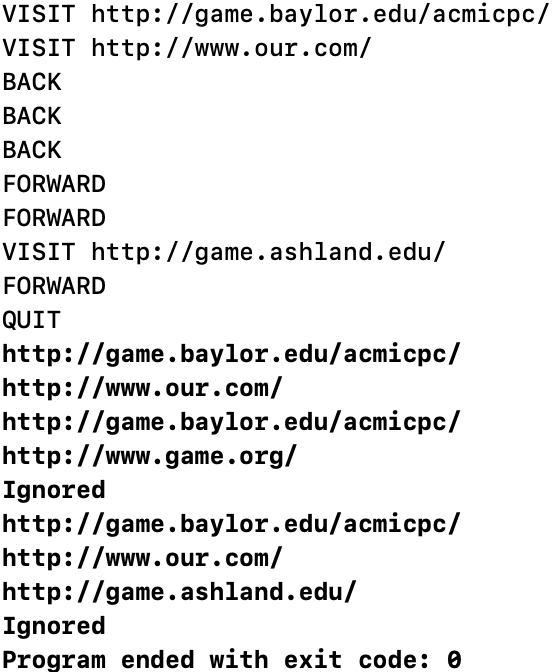 VISIT http://game.baylor.edu/acmicpc/
VISIT http://www.our.com/
BACK
BACK
BACK
FORWARD
FORWARD
VISIT http://game.ashland.edu/
FORWARD
QUIT
http://game.baylor.edu/acmicpc/
http://www.our.com/
http://game.baylor.edu/acmicpc/
http://www.game.org/
Ignored
http://game.baylor.edu/acmicpc/
http://www.our.com/
http://game.ashland.edu/
Ignored
Program ended with exit code: 0